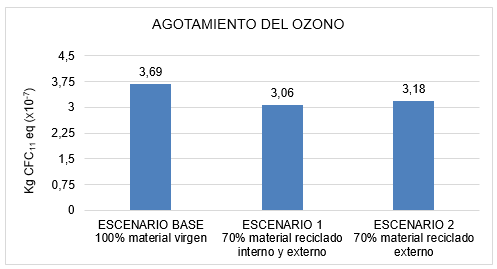 AGOTAMIENTO DEL OZONO
Kg CFC₁₁ eq (x10⁻⁷)
4,5
3,75
3
2,25
1,5
0,75
0
3,69
3,06
3,18
ESCENARIO BASE
100% material virgen
ESCENARIO 1
70% material reciclado
interno y externo
ESCENARIO 2
70% material reciclado
externo